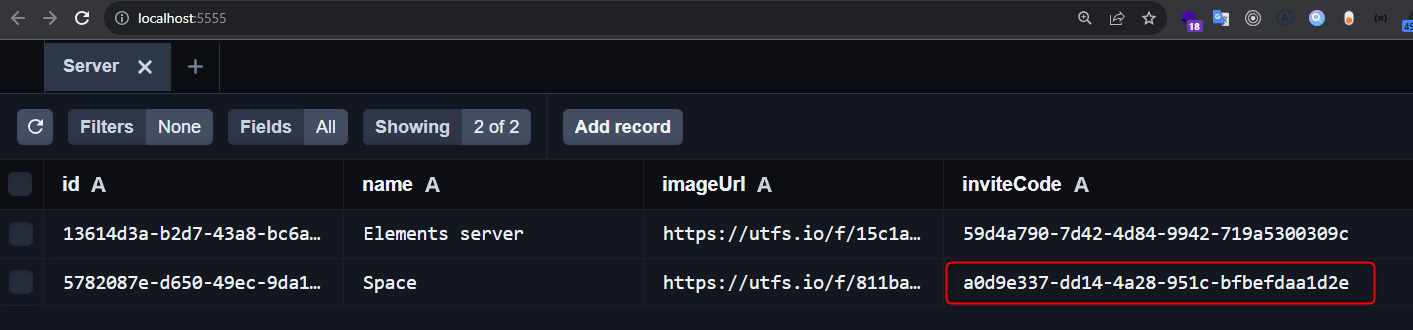 localhost:5555
18
Server
Filters None Fields All Showing 2 of 2 Add record
id A name A imageUrl A inviteCode A
13614d3a-b2d7-43a8-bc6a… Elements server https://utfs.io/f/15c1a… 59d4a790-7d42-4d84-9942-719a5300309c
5782087e-d650-49ec-9da1… Space https://utfs.io/f/811ba… a0d9e337-dd14-4a28-951c-bfbefdaa1d2e